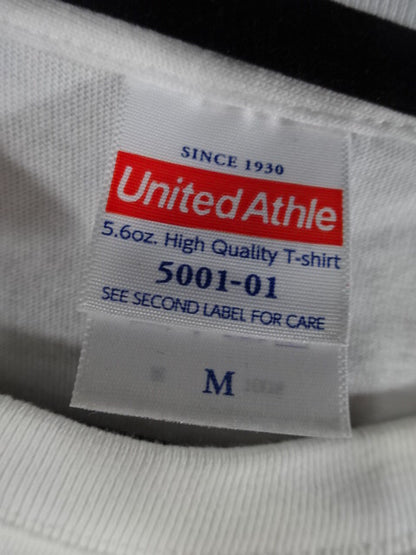 SINCE 1930
United Athle
5.6oz. High Quality T-shirt
5001-01
SEE SECOND LABEL FOR CARE
M